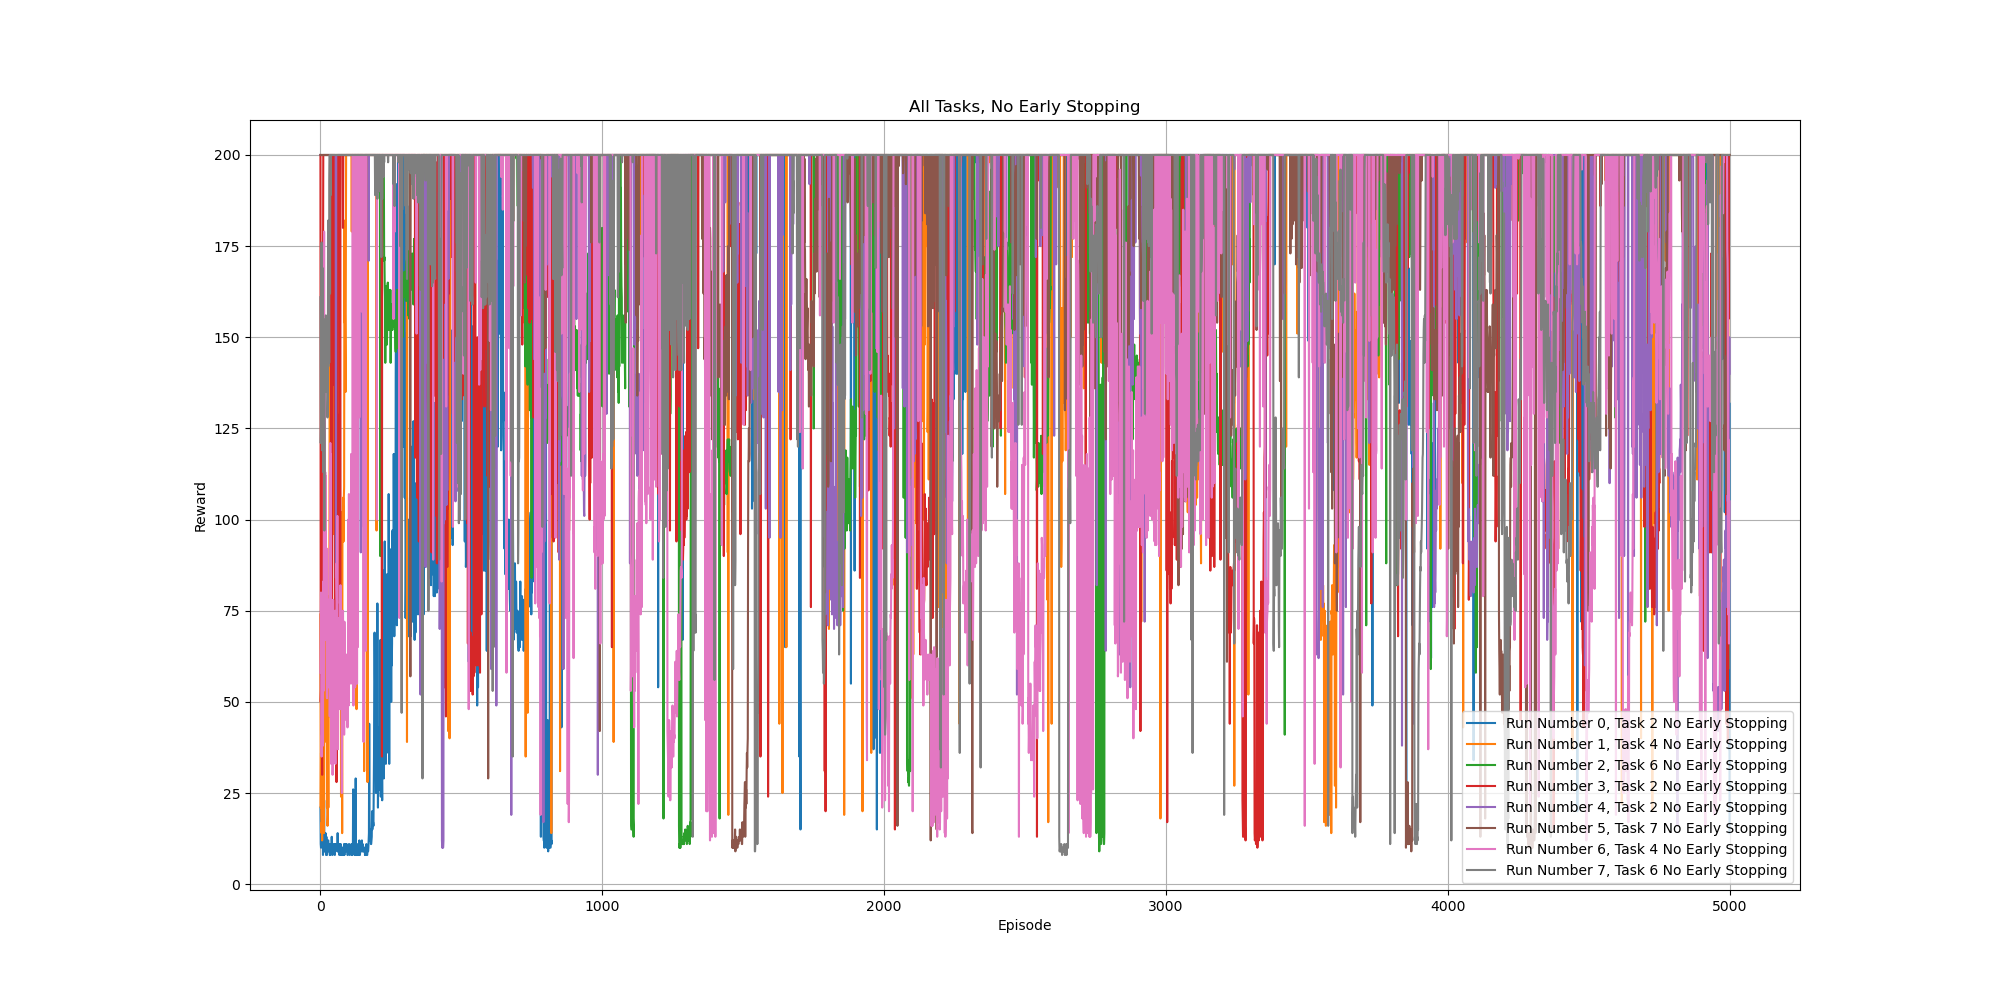 All Tasks, No Early Stopping
200
175
150
125
100
75
50
25
0
Reward
0
1000
2000
3000
4000
5000
Episode
Run Number 0, Task 2 No Early Stopping
Run Number 1, Task 4 No Early Stopping
Run Number 2, Task 6 No Early Stopping
Run Number 3, Task 2 No Early Stopping
Run Number 4, Task 2 No Early Stopping
Run Number 5, Task 7 No Early Stopping
Run Number 6, Task 4 No Early Stopping
Run Number 7, Task 6 No Early Stopping